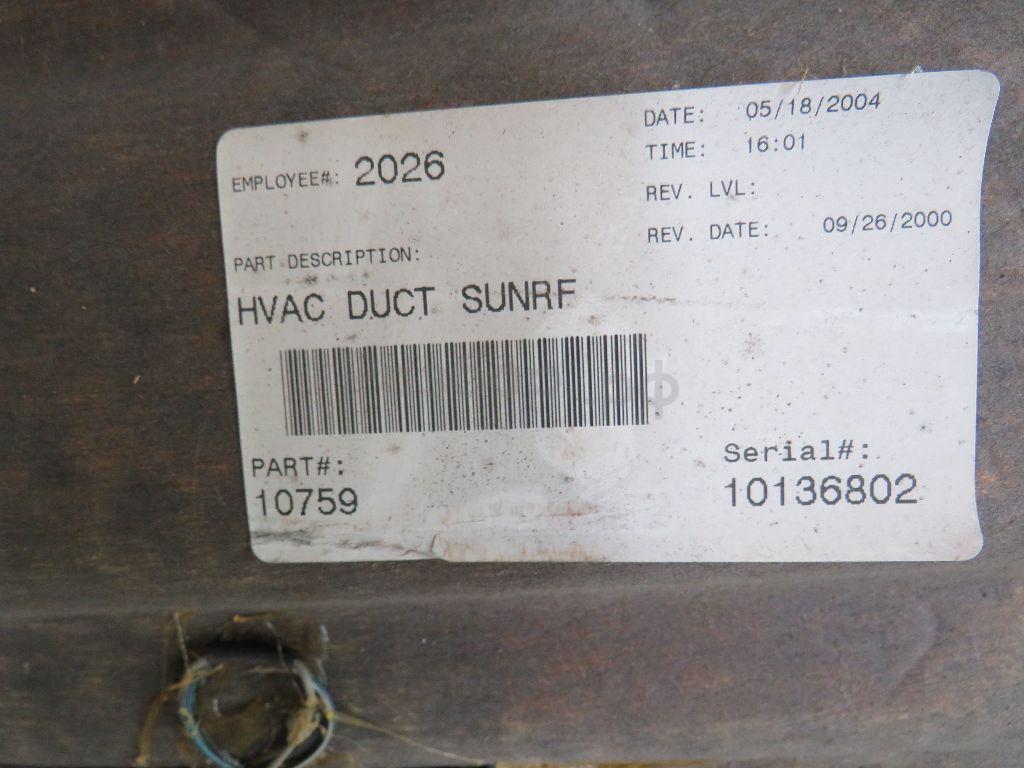 EMPLOYEE#: 2026
DATE: 05/18/2004
TIME: 16:01
REV. LVL:
REV. DATE: 09/26/2000
PART DESCRIPTION:
HVAC DUCT SUNRF
PART#:
10759
Serial#:
10136802